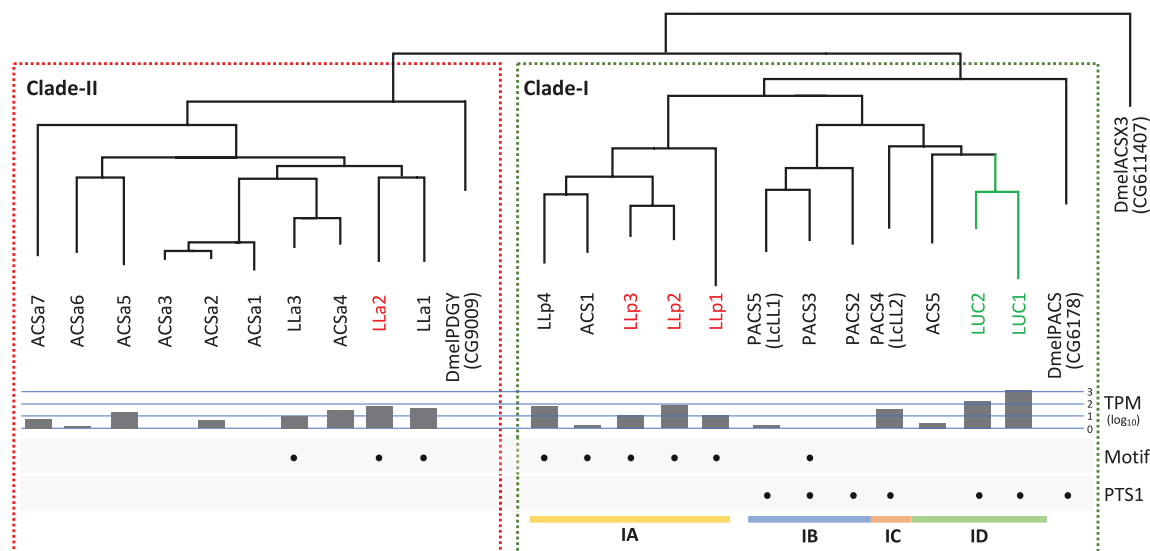 Clade-II
Clade-I
DmelACSX3
(CG611407)
ACSa7
ACSa6
ACSa5
ACSa3
ACSa2
ACSa1
LLa3
ACSa4
LLa2
LLa1
DmelPDGY
(CG9009)
LLp4
ACS1
LLp3
LLp2
LLp1
PACS5
(LcLL1)
PACS3
PACS2
PACS4
(LcLL2)
ACS5
LUC2
LUC1
DmelPACS
(CG6178)
3
2
1
0
TPM
(log₁₀)
Motif
PTS1
IA
IB
IC
ID